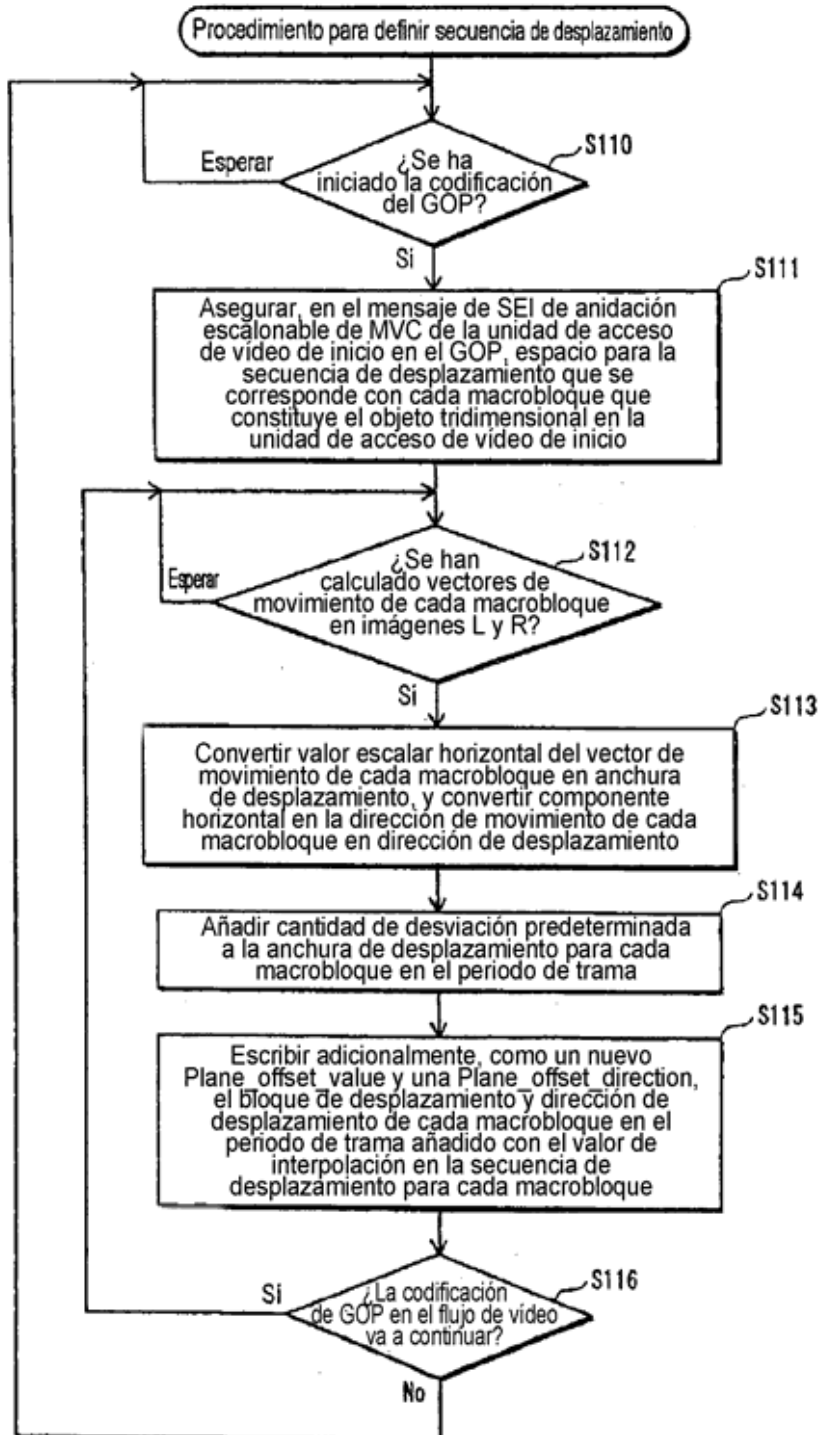 Procedimiento para definir secuencia de desplazamiento
S110
Esperar
¿Se ha
iniciado la codificación
del GOP?
Si
S111
Asegurar, en el mensaje de SEI de anidación
escalonable de MVC de la unidad de acceso
de vídeo de inicio en el GOP, espacio para la
secuencia de desplazamiento que se
corresponde con cada macrobloque que
constituye el objeto tridimensional en la
unidad de acceso de vídeo de inicio
S112
Esperar
¿Se han
calculado vectores de
movimiento de cada macrobloque
en imágenes L y R?
Si
S113
Convertir valor escalar horizontal del vector de
movimiento de cada macrobloque en anchura
de desplazamiento, y convertir componente
horizontal en la dirección de movimiento de cada
macrobloque en dirección de desplazamiento
S114
Añadir cantidad de desviación predeterminada
a la anchura de desplazamiento para cada
macrobloque en el periodo de trama
S115
Escribir adicionalmente, como un nuevo
Plane_offset_value y una Plane_offset_direction,
el bloque de desplazamiento y dirección de
desplazamiento de cada macrobloque en el
periodo de trama añadido con el valor de
interpolación en la secuencia de
desplazamiento para cada macrobloque
S116
Si
¿La codificación
de GOP en el flujo de vídeo
va a continuar?
No